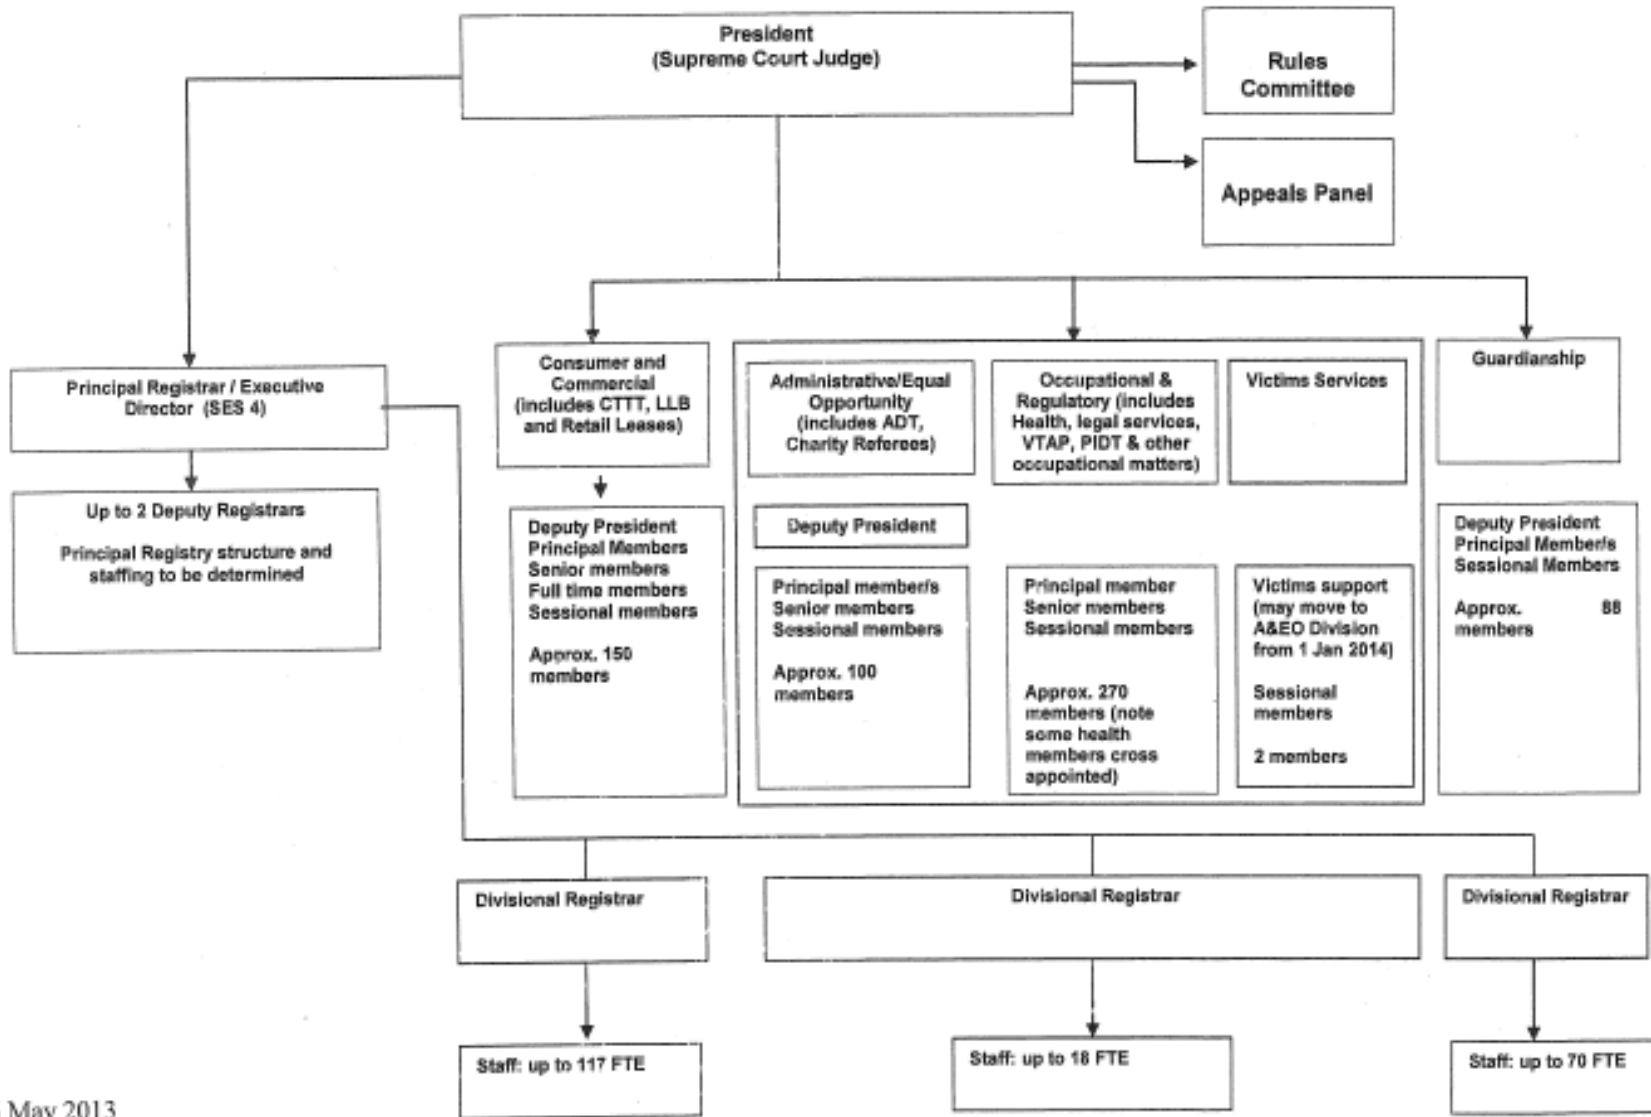 President
(Supreme Court Judge)
Rules
Committee
Appeals Panel
Principal Registrar / Executive
Director (SES 4)
Up to 2 Deputy Registrars
Principal Registry structure and
staffing to be determined
Consumer and
Commercial
(includes CTTT, LLB
and Retail Leases)
Deputy President
Principal Members
Senior members
Full time members
Sessional members
Approx. 150
members
Administrative/Equal
Opportunity
(includes ADT,
Charity Referees)
Deputy President
Principal member/s
Senior members
Sessional members
Approx. 100
members
Occupational &
Regulatory (includes
Health, legal services,
VTAP, PIDT & other
occupational matters)
Principal member
Senior members
Sessional members
Approx. 270
members (note
some health
members cross
appointed)
Victims Services
Victims support
(may move to
A&EO Division
from 1 Jan 2014)
Sessional
members
2 members
Guardianship
Deputy President
Principal Member/s
Sessional Members
Approx. 88
members
Divisional Registrar
Divisional Registrar
Divisional Registrar
Staff: up to 117 FTE
Staff: up to 18 FTE
Staff: up to 70 FTE
May 2013